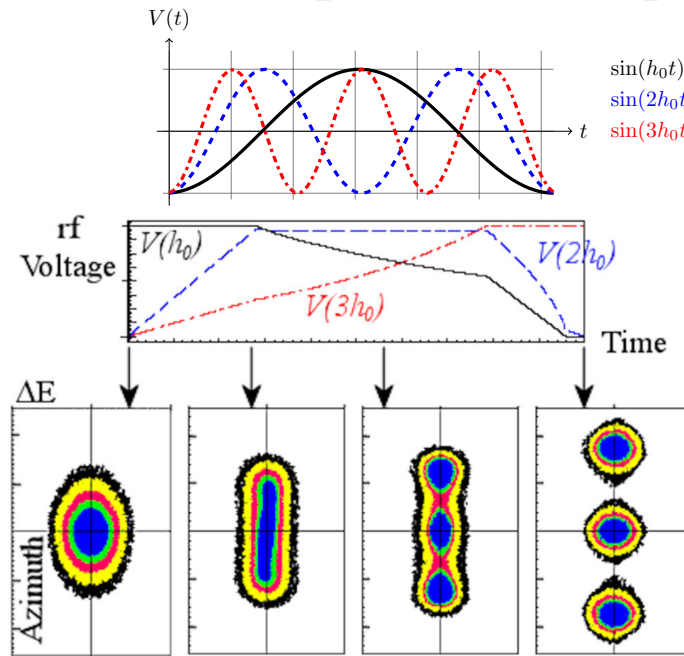 V(t)
sin(h₀t)
sin(2h₀t
t
sin(3h₀t
rf
Voltage
V(h₀)
V(2h₀)
V(3h₀)
Time
ΔE
Azimuth